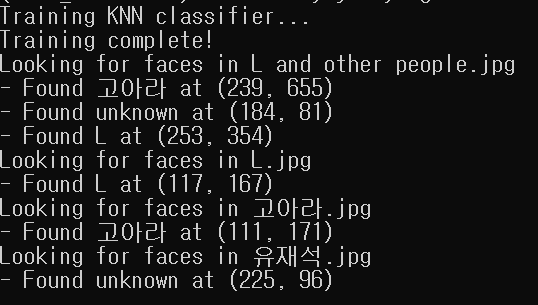 Training KNN classifier...
Training complete!
Looking for faces in L and other people.jpg
- Found 고아라 at (239, 655)
- Found unknown at (184, 81)
- Found L at (253, 354)
Looking for faces in L.jpg
- Found L at (117, 167)
Looking for faces in 고아라.jpg
- Found 고아라 at (111, 171)
Looking for faces in 유재석.jpg
- Found unknown at (225, 96)